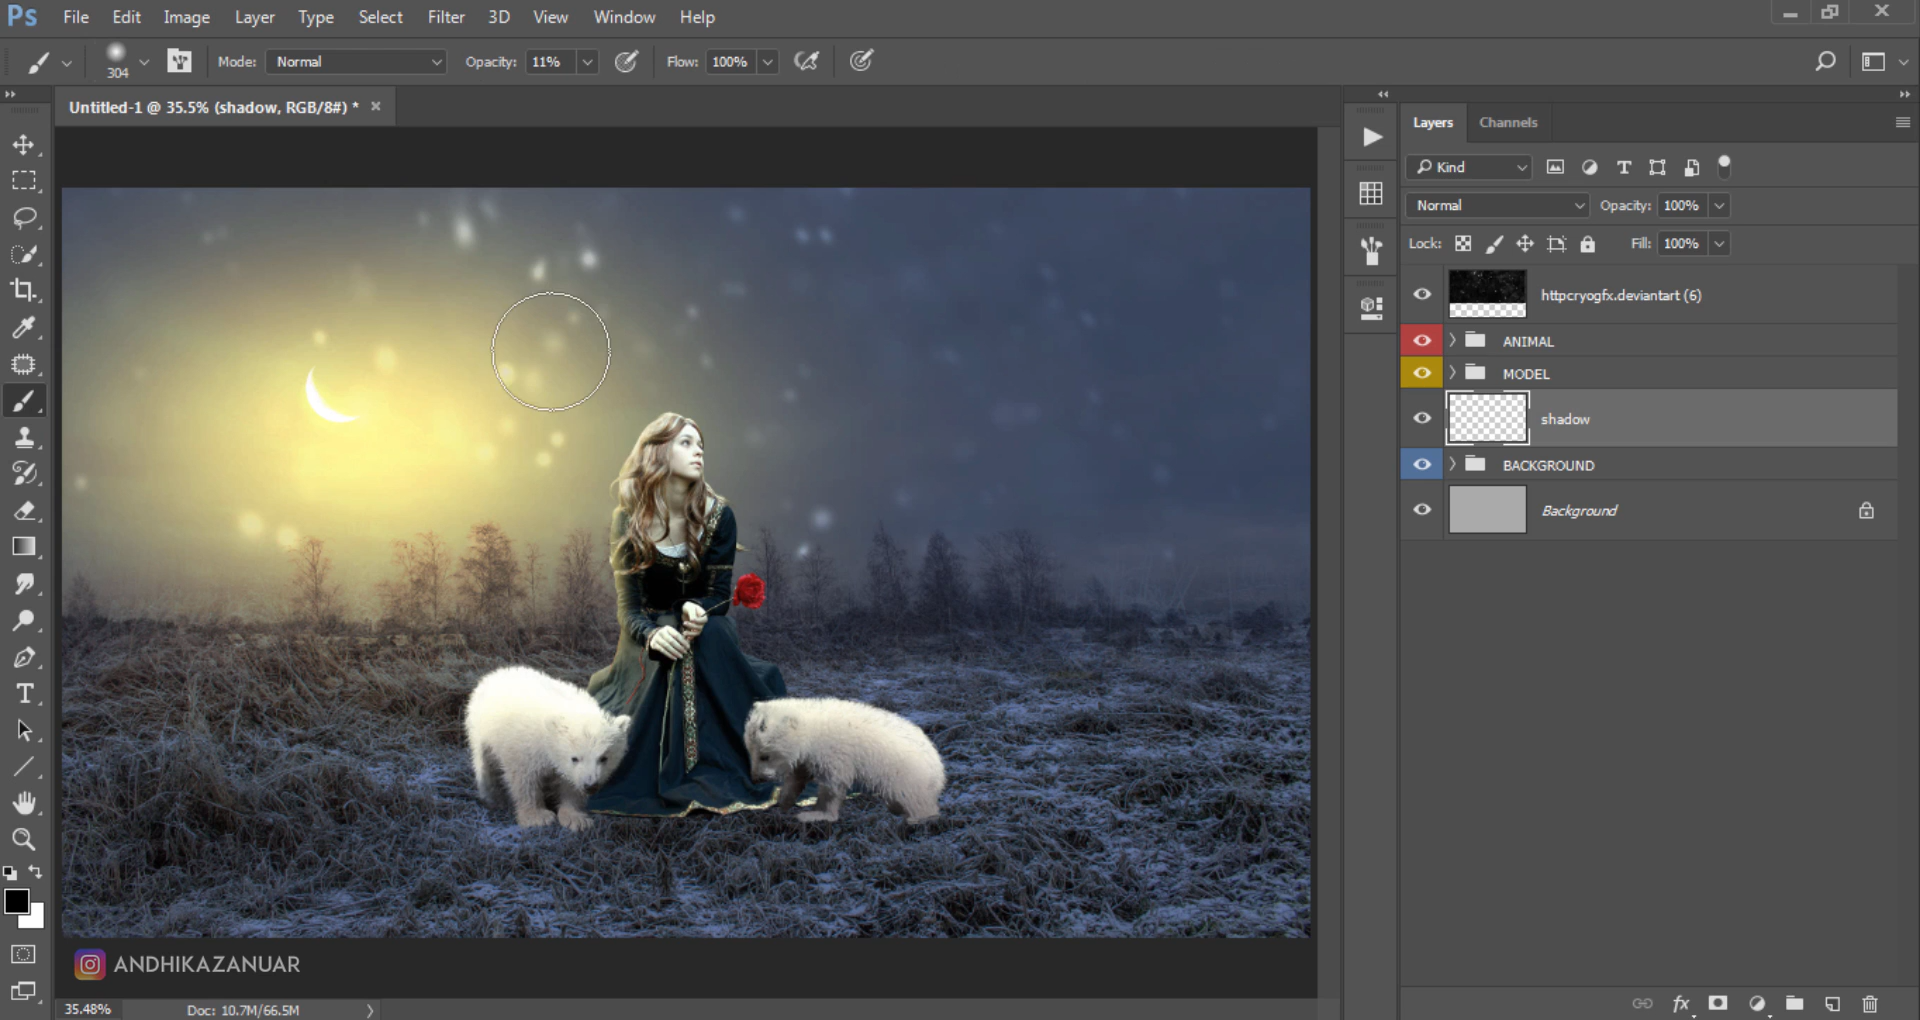 Ps File Edit Image Layer Type Select Filter 3D View Window Help
304 Mode: Normal Opacity: 11% Flow: 100%
Untitled-1 @ 35.5% (shadow, RGB/8#) *
Layers Channels
Kind
Normal Opacity: 100%
Lock: Fill: 100%
httpcryogfx.deviantart (6)
ANIMAL
MODEL
shadow
BACKGROUND
Background
ANDHIKAZANUAR
35.48% Doc: 10.7M/66.5M
fx